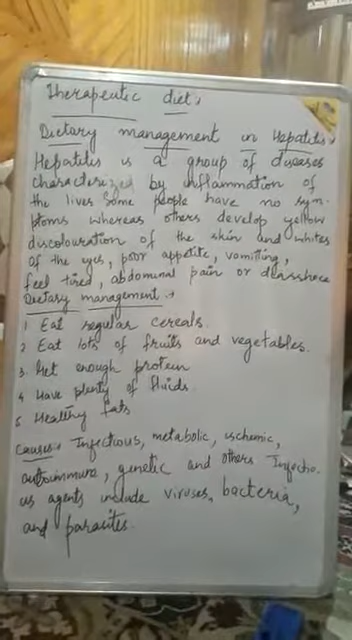 Therapeutic diet:
Dietary management in Hepatitis:
Hepatitis is a group of diseases
characterized by inflammation of
the lives Some people have no sym-
ptoms whereas others develop yellow
discolouration of the skin and whites
of the eyes, poor appetite, vomitting,
feel tired, abdominal pain or
Dietary management:→
1 Eat regular cereals.
2 Eat lots of fruits and vegetables.
3. Get enough protein
4 Have plenty of fluids.
5 Healthy fats
Causes:- Infectious, metabolic, ischemic,
autoimmune, genetic and others Infectio.
us agents include viruses, bacteria,
and parasites.